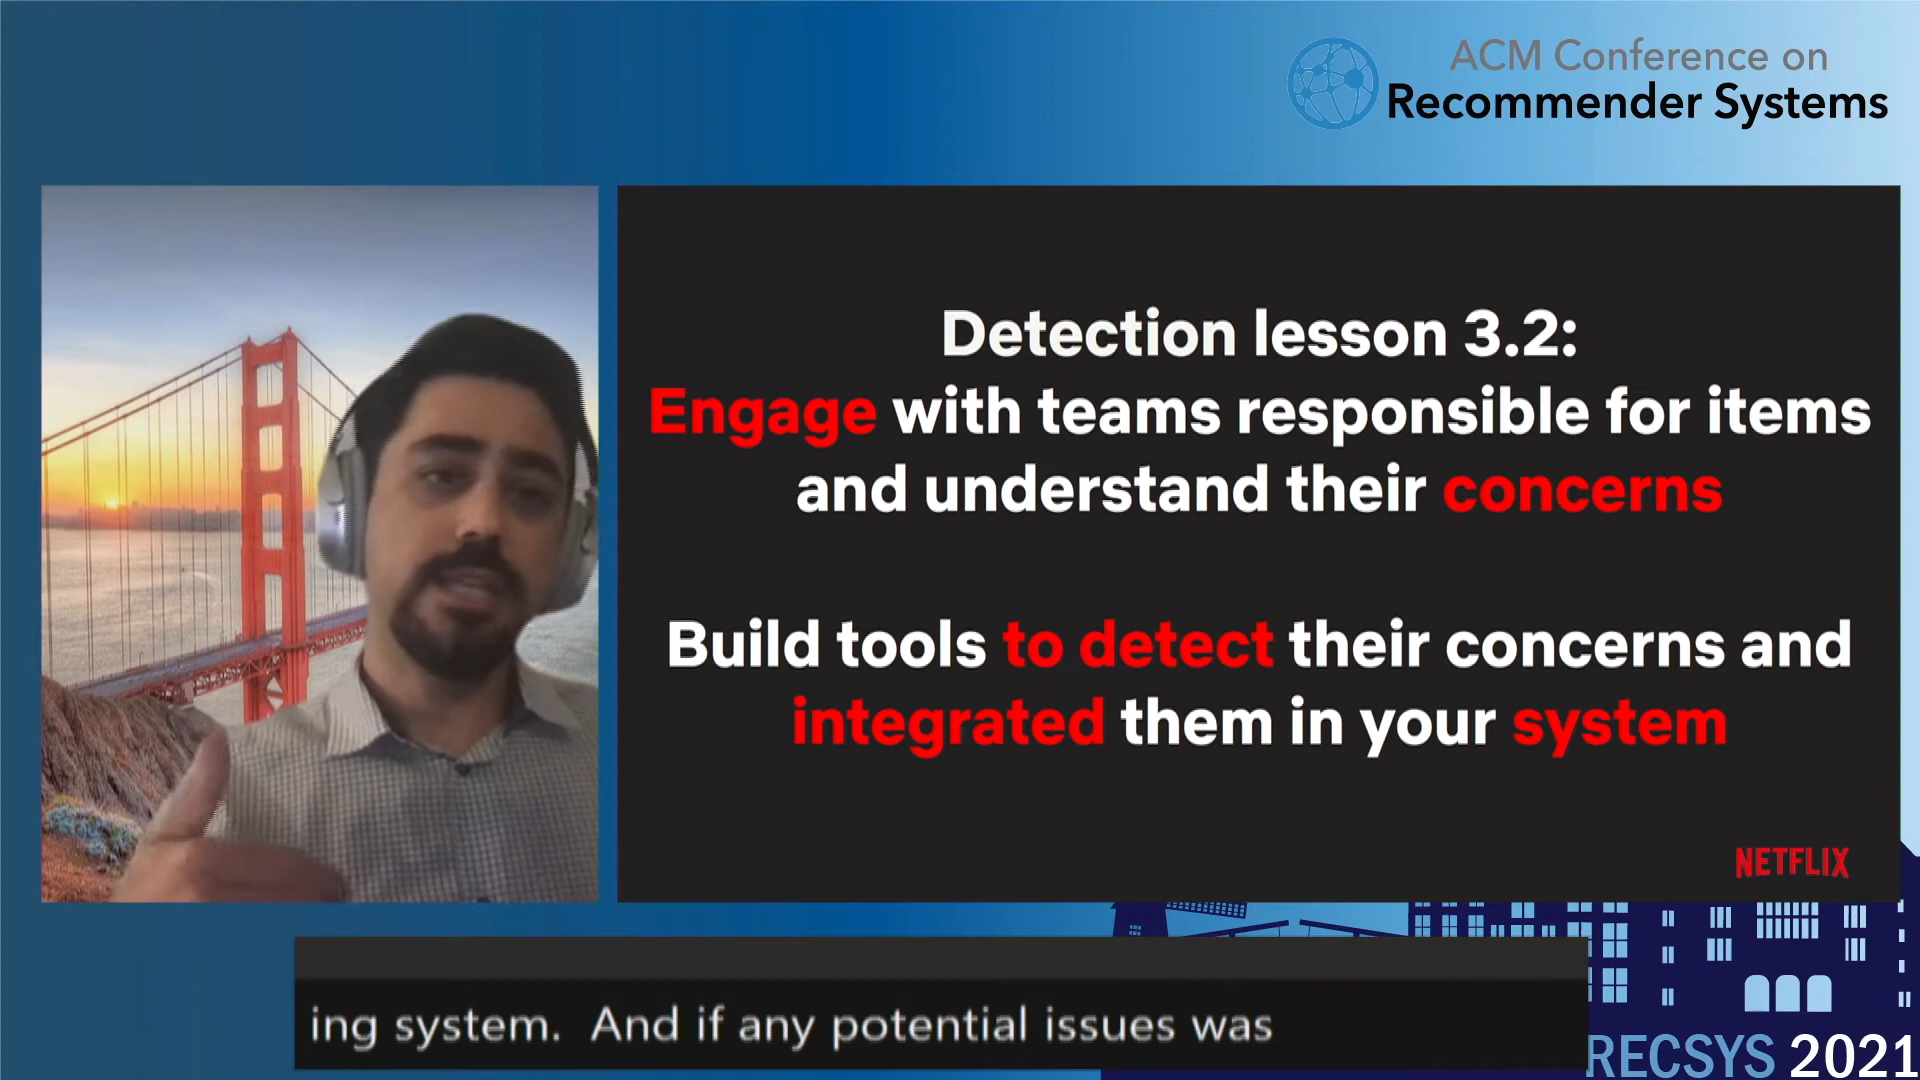 ACM Conference on
Recommender Systems
Detection lesson 3.2:
Engage with teams responsible for items
and understand their concerns
Build tools to detect their concerns and
integrated them in your system
NETFLIX
ing system.  And if any potential issues was
RECSYS 2021